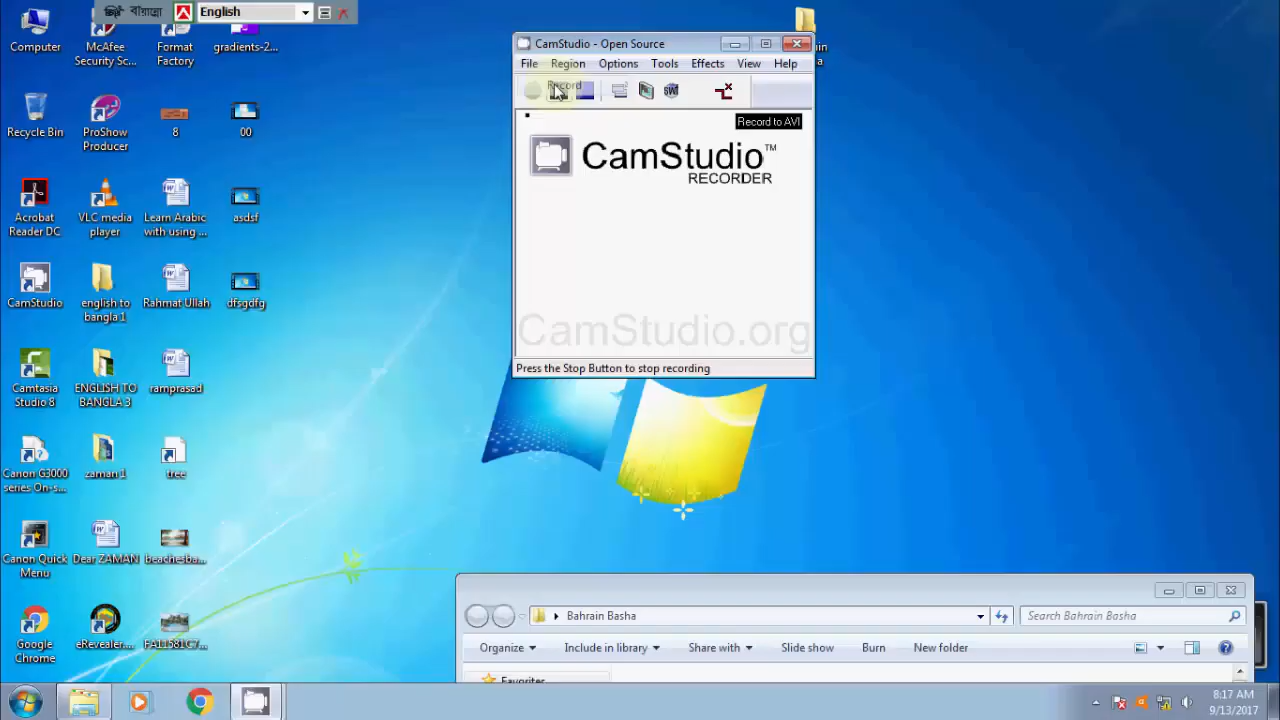 English
Computer
McAfee
Security Sc...
Format
Factory
gradients-2...
Recycle Bin
ProShow
Producer
8
00
Acrobat
Reader DC
VLC media
player
Learn Arabic
with using ...
asdsf
CamStudio
english to
bangla1
Rahmat Ullah
dfsgdfg
Camtasia
Studio 8
ENGLISH TO
BANGLA 3
ramprasad
Canon G3000
series On-s...
zaman1
tree
Canon Quick
Menu
Dear ZAMAN
beachesba...
Google
Chrome
eRevealer....
FA11581C7...
CamStudio - Open Source
File Region Options Tools Effects View Help
Record
Record to AVI
CamStudio™
RECORDER
CamStudio.org
Press the Stop Button to stop recording
Bahrain Basha
Search Bahrain Basha
Organize Include in library Share with Slide show Burn New folder
Favorites
8:17 AM
9/13/2017